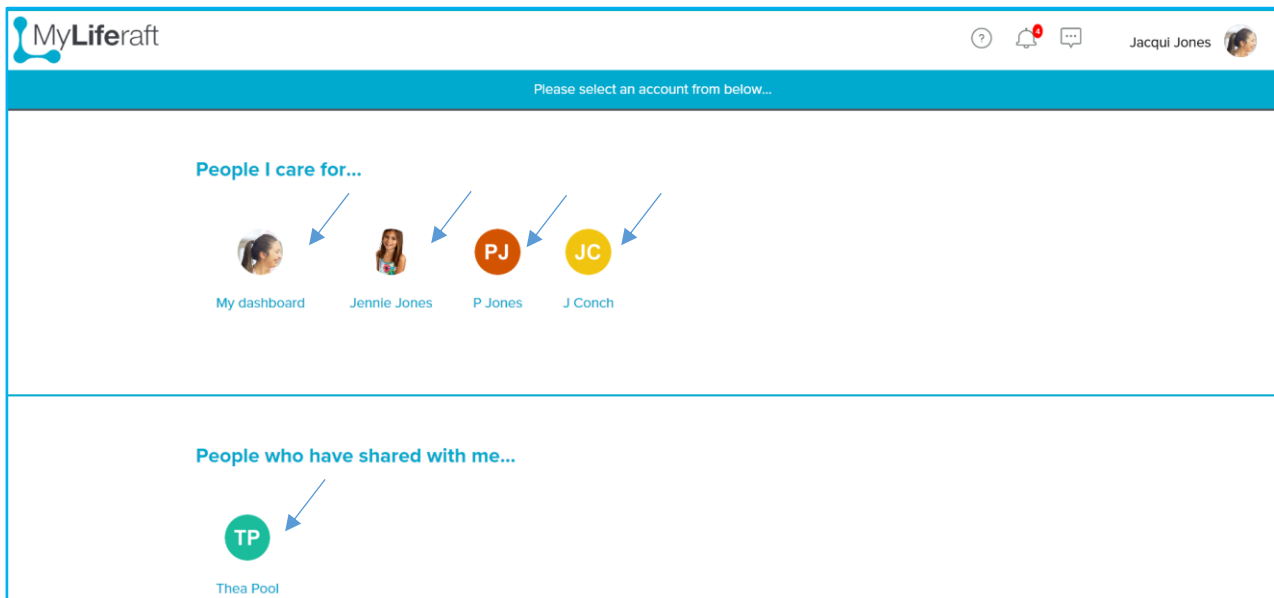 MyLiferaft
? 4 Jacqui Jones
Please select an account from below...
People I care for...
PJ JC
My dashboard Jennie Jones P Jones J Conch
People who have shared with me...
TP
Thea Pool